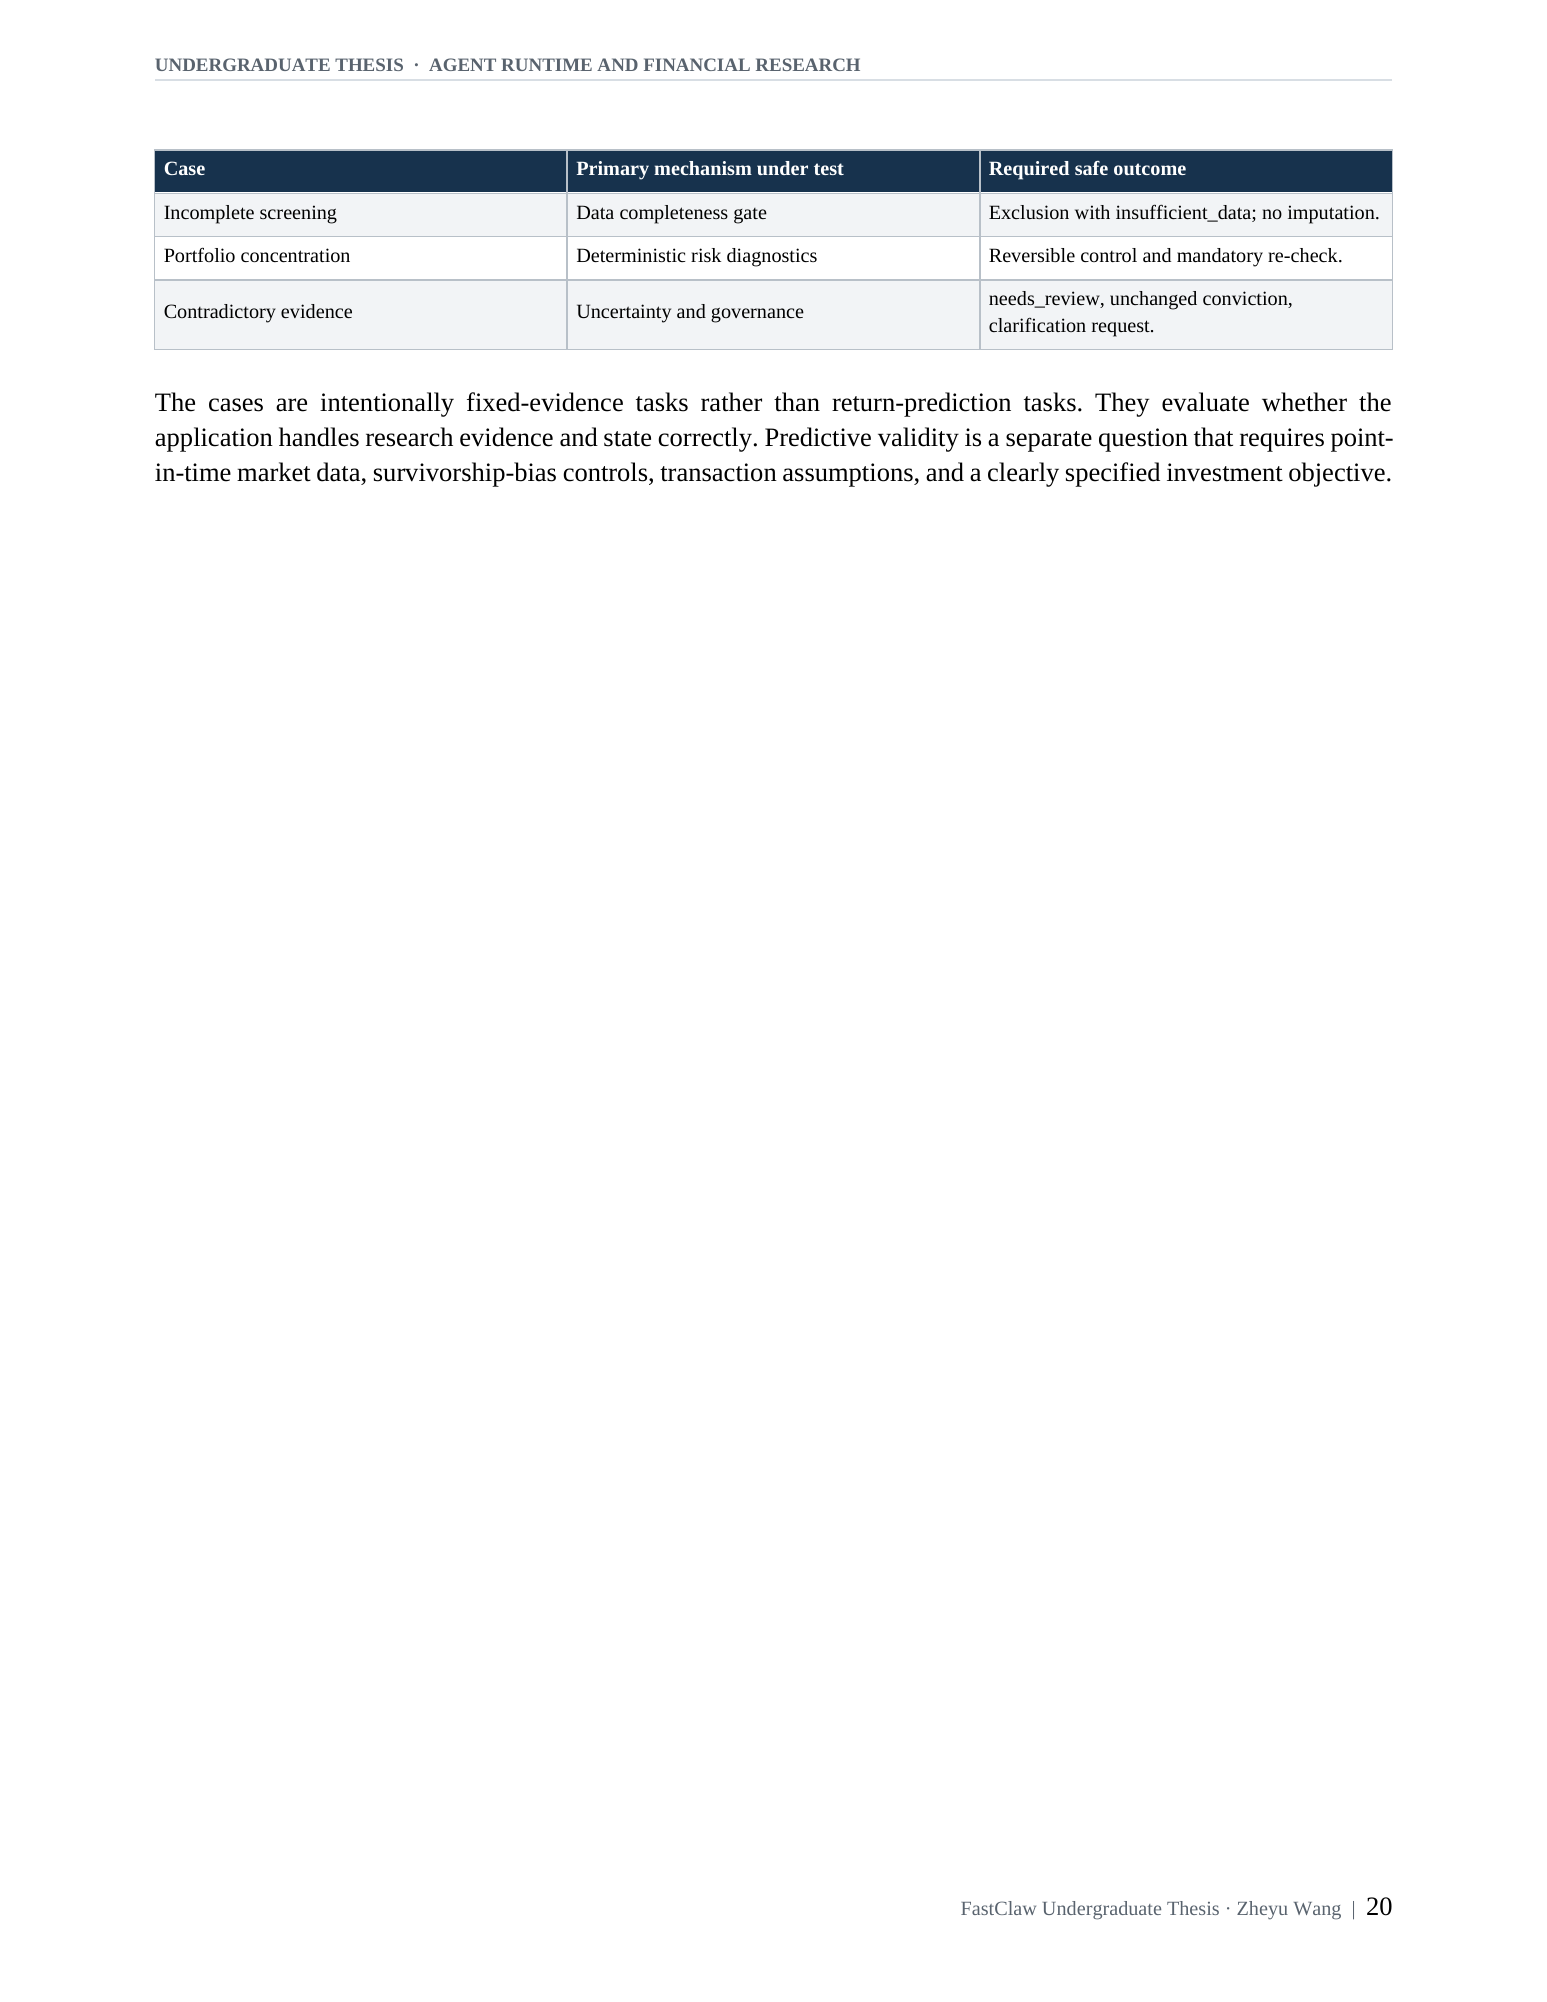 UNDERGRADUATE THESIS · AGENT RUNTIME AND FINANCIAL RESEARCH
Case Primary mechanism under test Required safe outcome
Incomplete screening Data completeness gate Exclusion with insufficient_data; no imputation.
Portfolio concentration Deterministic risk diagnostics Reversible control and mandatory re-check.
Contradictory evidence Uncertainty and governance needs_review, unchanged conviction,
clarification request.
The cases are intentionally fixed-evidence tasks rather than return-prediction tasks. They evaluate whether the
application handles research evidence and state correctly. Predictive validity is a separate question that requires point-
in-time market data, survivorship-bias controls, transaction assumptions, and a clearly specified investment objective.
FastClaw Undergraduate Thesis · Zheyu Wang | 20